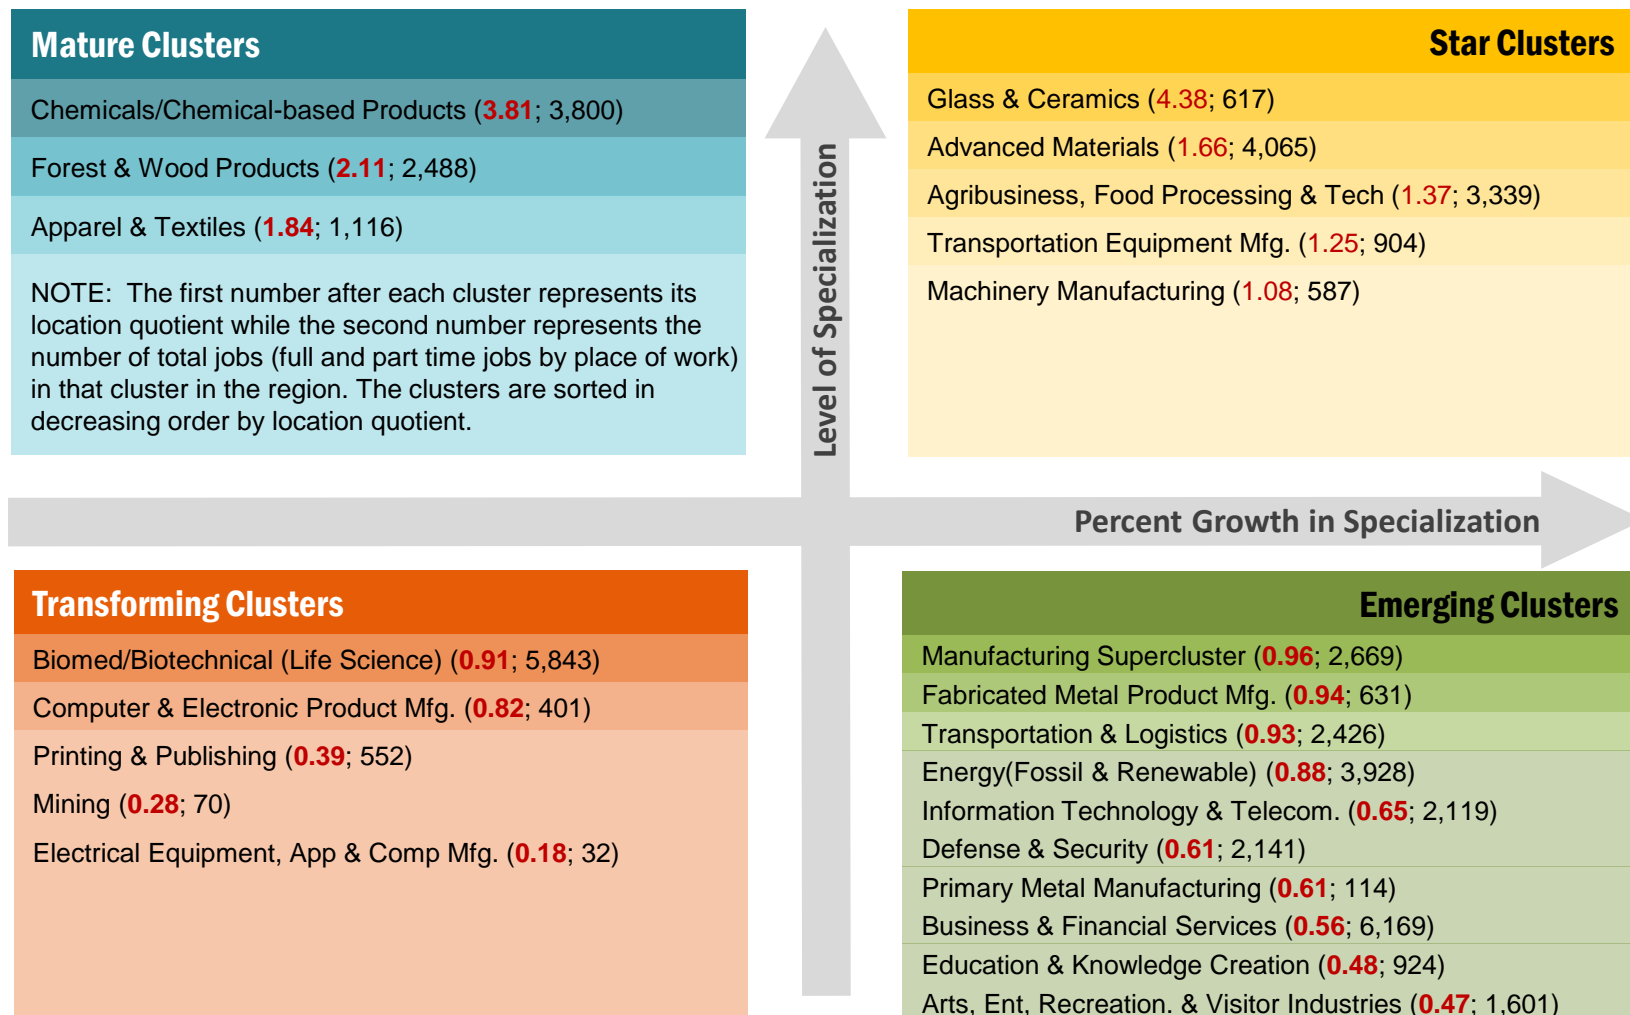 Mature Clusters
Chemicals/Chemical-based Products (3.81; 3,800)
Forest & Wood Products (2.11; 2,488)
Apparel & Textiles (1.84; 1,116)
NOTE:  The first number after each cluster represents its
location quotient while the second number represents the
number of total jobs (full and part time jobs by place of work)
in that cluster in the region. The clusters are sorted in
decreasing order by location quotient.
Level of Specialization
Star Clusters
Glass & Ceramics (4.38; 617)
Advanced Materials (1.66; 4,065)
Agribusiness, Food Processing & Tech (1.37; 3,339)
Transportation Equipment Mfg. (1.25; 904)
Machinery Manufacturing (1.08; 587)
Percent Growth in Specialization
Transforming Clusters
Biomed/Biotechnical (Life Science) (0.91; 5,843)
Computer & Electronic Product Mfg. (0.82; 401)
Printing & Publishing (0.39; 552)
Mining (0.28; 70)
Electrical Equipment, App & Comp Mfg. (0.18; 32)
Emerging Clusters
Manufacturing Supercluster (0.96; 2,669)
Fabricated Metal Product Mfg. (0.94; 631)
Transportation & Logistics (0.93; 2,426)
Energy(Fossil & Renewable) (0.88; 3,928)
Information Technology & Telecom. (0.65; 2,119)
Defense & Security (0.61; 2,141)
Primary Metal Manufacturing (0.61; 114)
Business & Financial Services (0.56; 6,169)
Education & Knowledge Creation (0.48; 924)
Arts, Ent, Recreation. & Visitor Industries (0.47; 1,601)